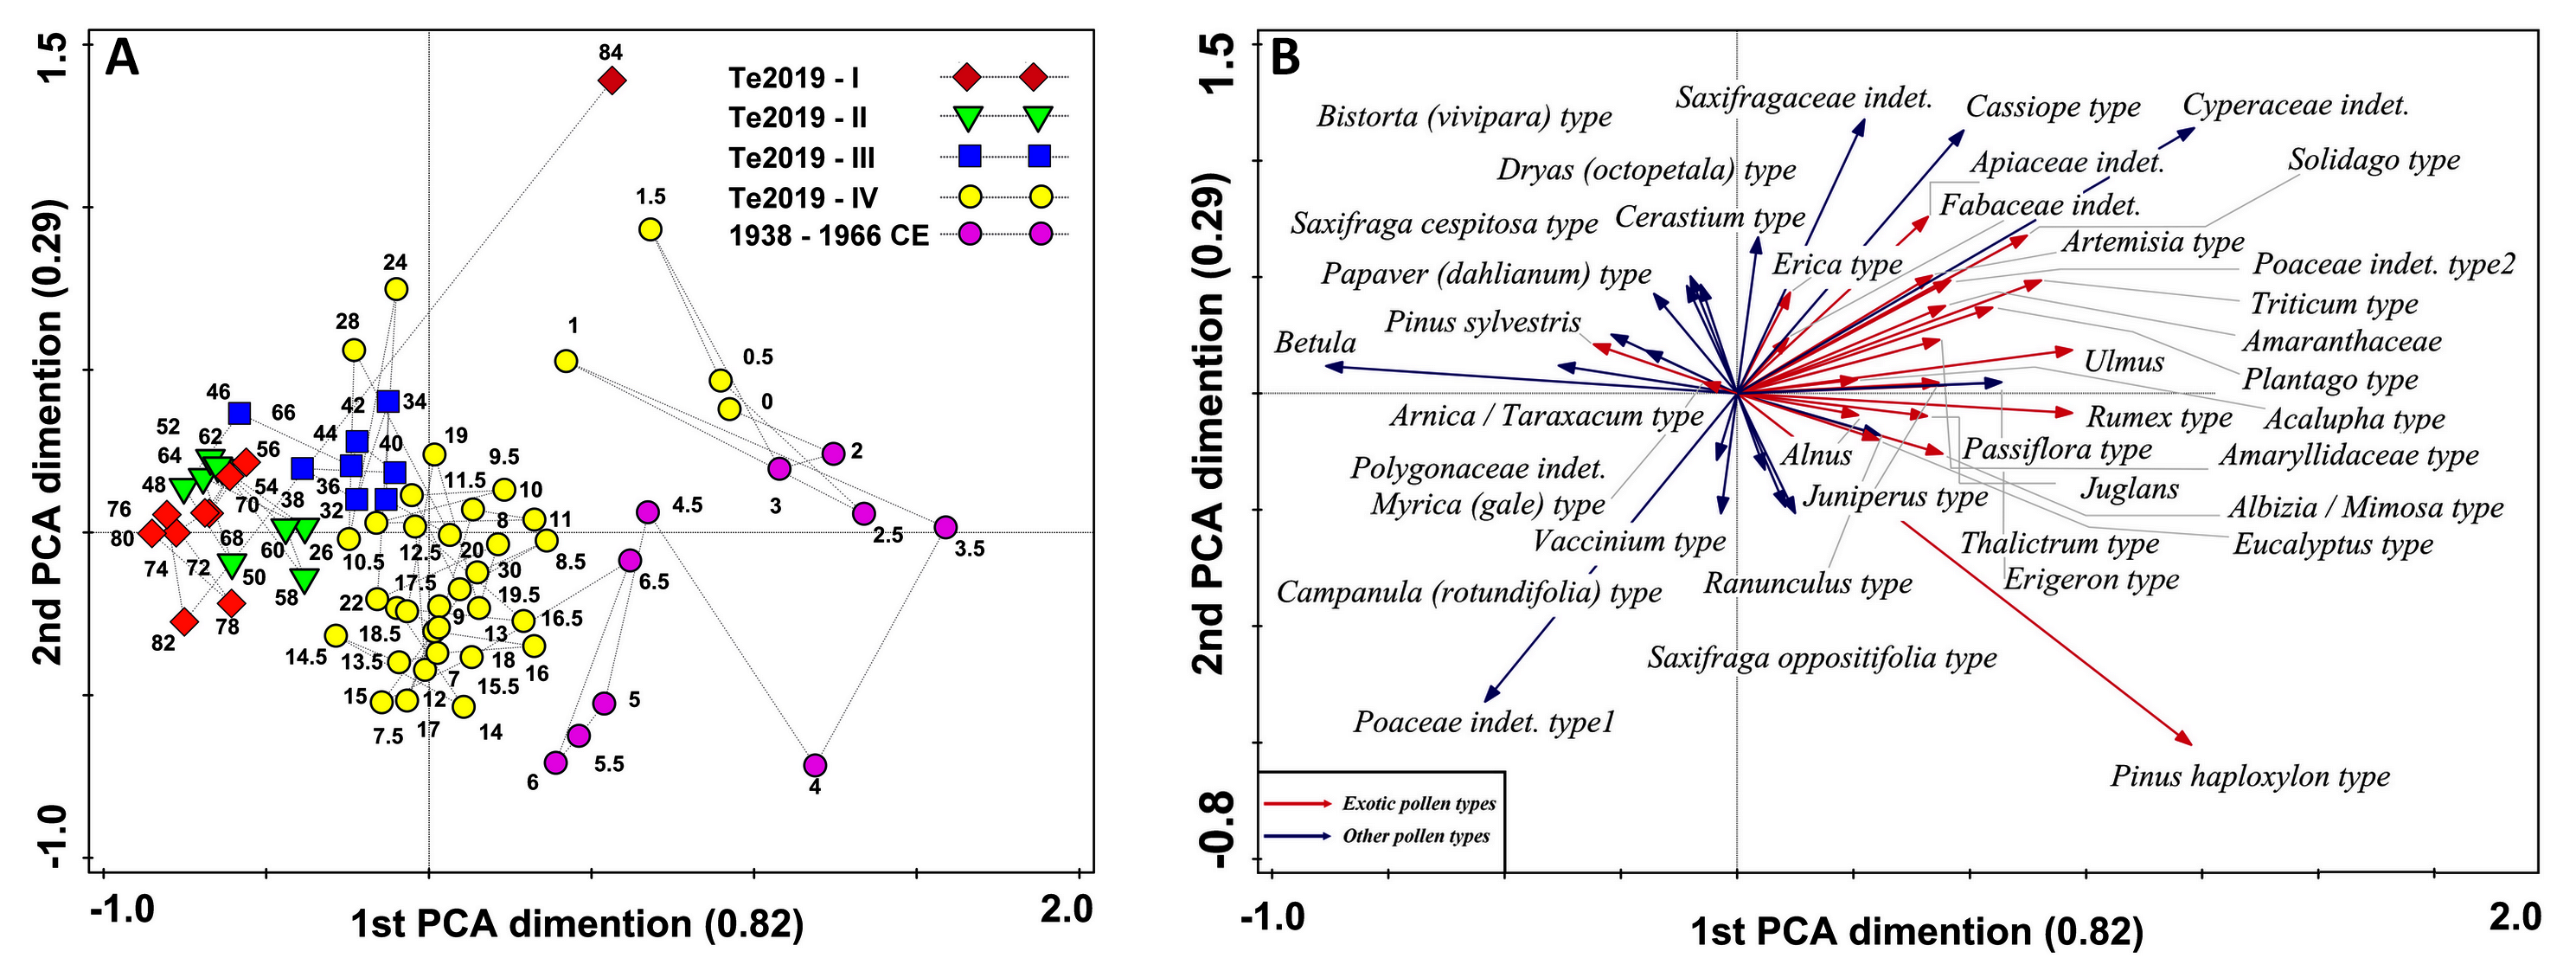 A
1.5
2nd PCA dimention (0.29)
-1.0
84
Te2019 - I
Te2019 - II
Te2019 - III
Te2019 - IV
1938 - 1966 CE
1.5
24
28
1
0.5
0
46
66
42
34
52
62
44
40
19
9.5
2
64
56
48
54
36
11.5
10
3
76
70
38
32
8
11
4.5
2.5
3.5
80
68
60
26
10.5
12.5
20
8.5
74
72
50
17.5
30
6.5
58
22
19.5
82
78
18.5
9
13
16.5
14.5
13.5
18
16
7
15.5
15
12
5
7.5
17
14
5.5
6
4
-1.0
1st PCA dimention (0.82)
2.0
B
1.5
2nd PCA dimention (0.29)
-0.8
Saxifragaceae indet.
Cassiope type
Cyperaceae indet.
Bistorta (vivipara) type
Dryas (octopetala) type
Apiaceae indet.
Solidago type
Saxifraga cespitosa type
Cerastium type
Fabaceae indet.
Artemisia type
Papaver (dahlianum) type
Erica type
Poaceae indet. type2
Triticum type
Pinus sylvestris
Betula
Amaranthaceae
Ulmus
Plantago type
Arnica / Taraxacum type
Rumex type
Acalupha type
Polygonaceae indet.
Alnus
Passiflora type
Amaryllidaceae type
Myrica (gale) type
Juniperus type
Juglans
Albizia / Mimosa type
Vaccinium type
Thalictrum type
Eucalyptus type
Campanula (rotundifolia) type
Ranunculus type
Erigeron type
Saxifraga oppositifolia type
Poaceae indet. type1
Pinus haploxylon type
Exotic pollen types
Other pollen types
-1.0
1st PCA dimention (0.82)
2.0